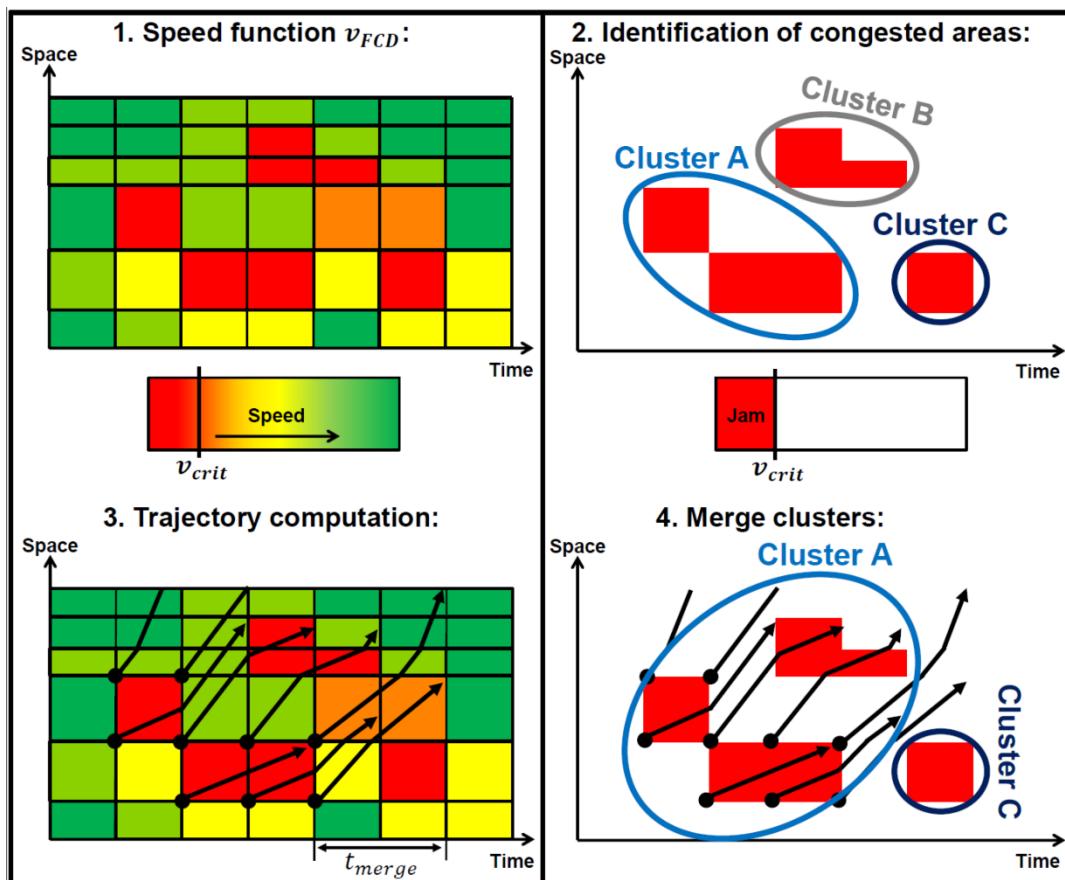 1. Speed function v_FCD:
Space
Time
Speed
v_crit
2. Identification of congested areas:
Space
Cluster B
Cluster A
Cluster C
Time
Jam
v_crit
3. Trajectory computation:
Space
t_merge
Time
4. Merge clusters:
Space
Cluster A
Cluster C
Time